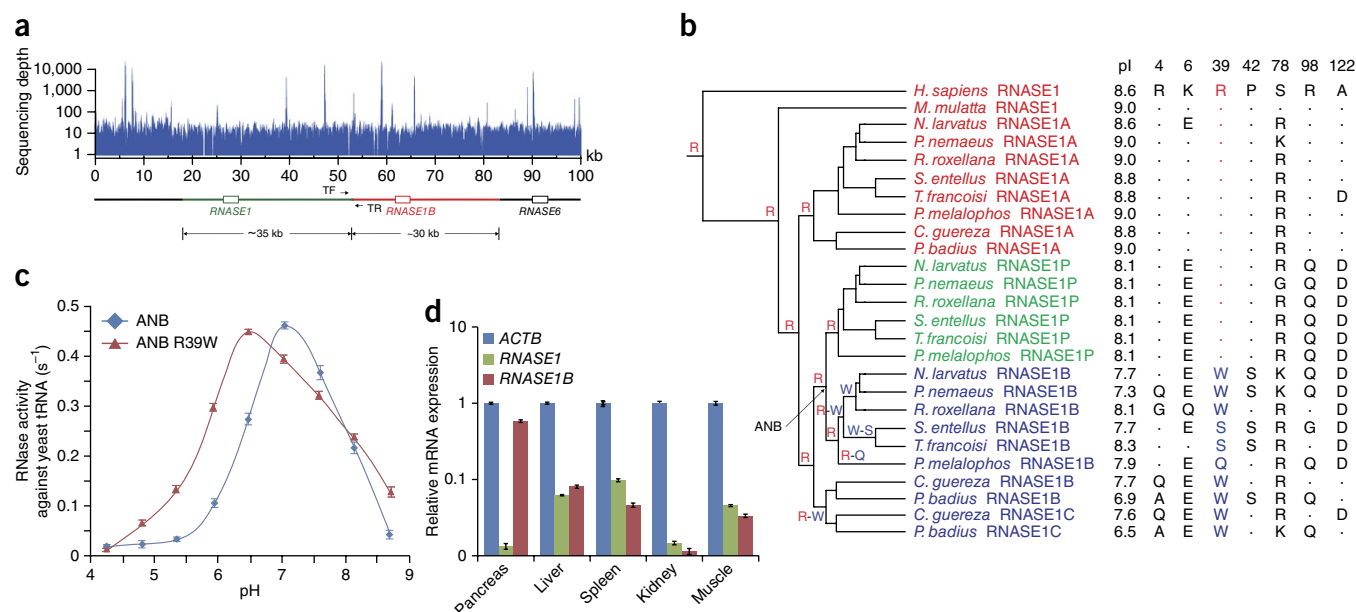 a
Sequencing depth
10,000
1,000
100
10
1
0 10 20 30 40 50 60 70 80 90 100 kb
TF
TR
RNASE1 RNASE1B RNASE6
~35 kb ~30 kb
b
pI 4 6 39 42 78 98 122
H. sapiens RNASE1 8.6 R K R P S R A
M. mulatta RNASE1 9.0 · · · · · · ·
N. larvatus RNASE1A 8.6 · E · · R · ·
P. nemaeus RNASE1A 9.0 · · · · K · ·
R. roxellana RNASE1A 9.0 · · · · R · ·
S. entellus RNASE1A 8.8 · · · · R · ·
T. francoisi RNASE1A 8.8 · · · · R · D
P. melalophos RNASE1A 9.0 · · · · R · ·
C. guereza RNASE1A 8.8 · · · · R · ·
P. badius RNASE1A 9.0 · · · · R · ·
N. larvatus RNASE1P 8.1 · E · · R Q D
P. nemaeus RNASE1P 8.1 · E · · G Q D
R. roxellana RNASE1P 8.1 · E · · R Q D
S. entellus RNASE1P 8.1 · E · · R Q D
T. francoisi RNASE1P 8.1 · E · · R Q D
P. melalophos RNASE1P 8.1 · E · · R Q D
N. larvatus RNASE1B 7.7 · E W S K Q D
P. nemaeus RNASE1B 7.3 Q E W S K Q D
R. roxellana RNASE1B 8.1 G Q W · R · D
S. entellus RNASE1B 7.7 · E S S R G D
T. francoisi RNASE1B 8.3 · · S S R · D
P. melalophos RNASE1B 7.9 · E Q · R Q D
C. guereza RNASE1B 7.7 Q E W · R · ·
P. badius RNASE1B 6.9 A E W S R Q ·
C. guereza RNASE1C 7.6 Q E W · R · D
P. badius RNASE1C 6.5 A E W · K Q ·
R
R
R
R
R
W
R-W
R
W-S
R-Q
R-W
ANB
c
RNase activity
against yeast tRNA (s⁻¹)
0.5
0.4
0.3
0.2
0.1
0
4 5 6 7 8 9
pH
ANB
ANB R39W
d
Relative mRNA expression
10
1
0.1
0
ACTB
RNASE1
RNASE1B
Pancreas
Liver
Spleen
Kidney
Muscle